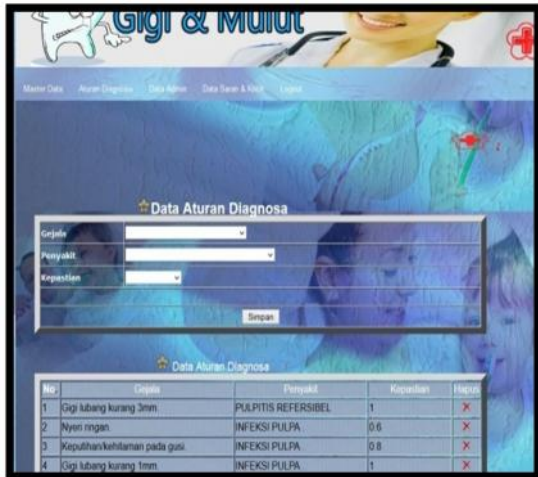 Gigi & Mulut
Master Data Aturan Diagnosa Data Admin Data Saran & Kritik Logout
Data Aturan Diagnosa
Gejala
Penyakit
Kepastian
Simpan
Data Aturan Diagnosa
No Gejala Penyakit Kepastian Hapus
1 Gigi lubang kurang 3mm. PULPITIS REFERSIBEL 1
2 Nyeri ringan. INFEKSI PULPA 0.6
3 Keputihan/kehitaman pada gusi. INFEKSI PULPA 0.8
4 Gigi lubang kurang 1mm. INFEKSI PULPA 1